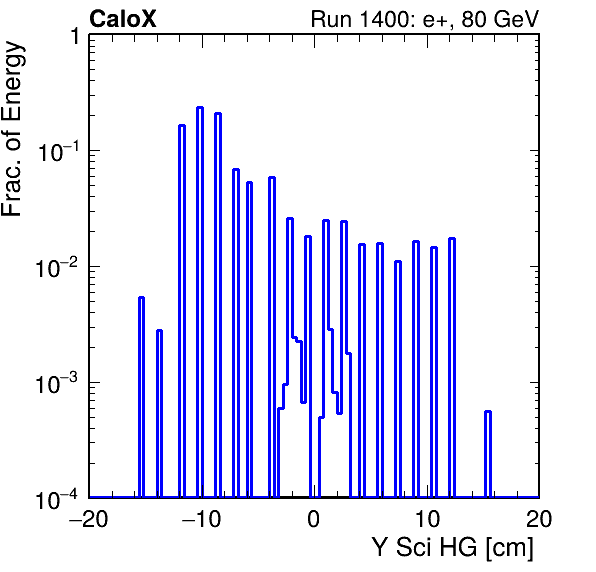 CaloX Run 1400: e+, 80 GeV
Frac. of Energy
1
10⁻¹
10⁻²
10⁻³
10⁻⁴
−20 −10 0 10 20
Y Sci HG [cm]